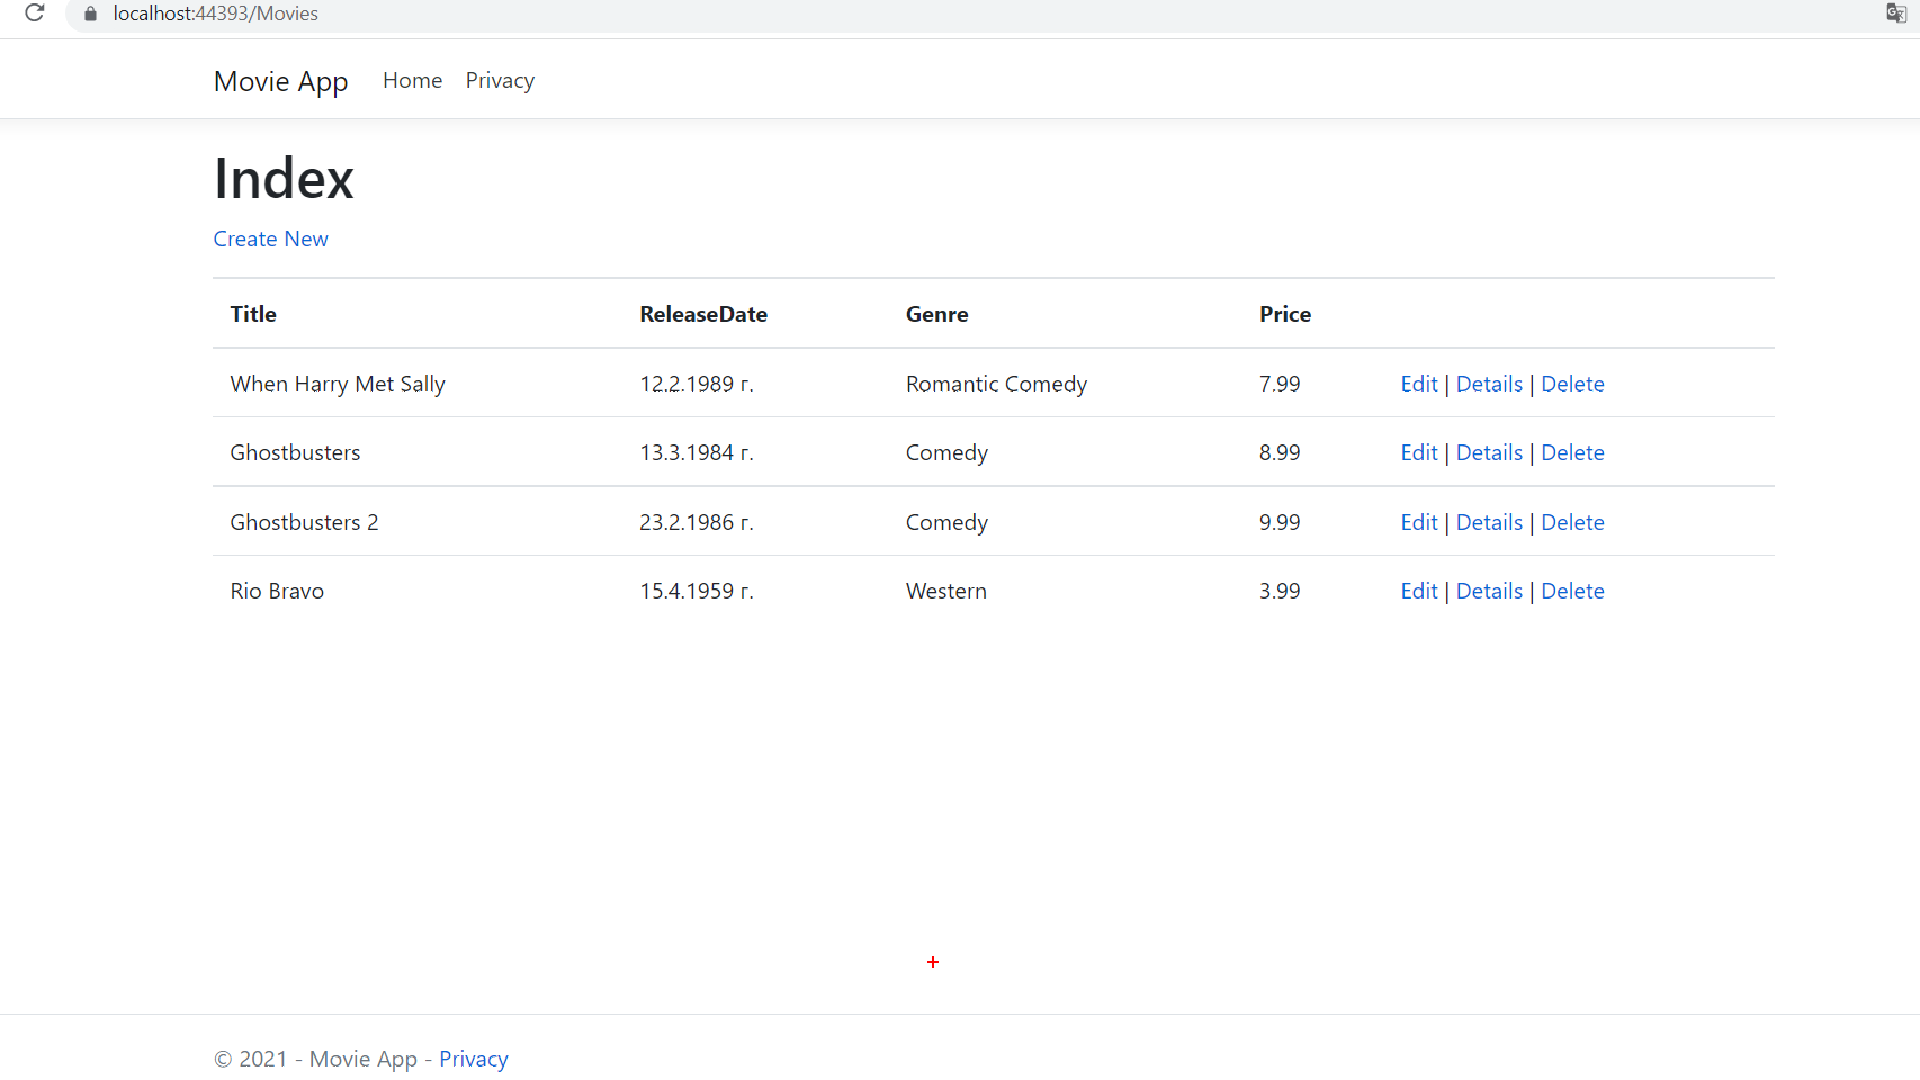 localhost:44393/Movies
Movie App Home Privacy
Index
Create New
Title ReleaseDate Genre Price
When Harry Met Sally 12.2.1989 г. Romantic Comedy 7.99 Edit | Details | Delete
Ghostbusters 13.3.1984 г. Comedy 8.99 Edit | Details | Delete
Ghostbusters 2 23.2.1986 г. Comedy 9.99 Edit | Details | Delete
Rio Bravo 15.4.1959 г. Western 3.99 Edit | Details | Delete
© 2021 - Movie App - Privacy